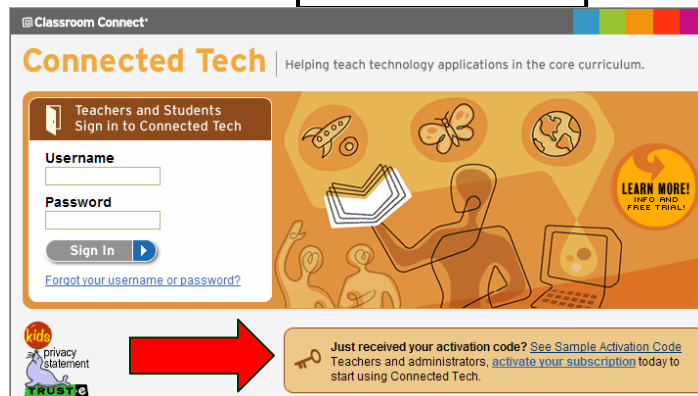 Classroom Connect
Connected Tech
Helping teach technology applications in the core curriculum.
Teachers and Students
Sign in to Connected Tech
Username
Password
Sign In
Forgot your username or password?
LEARN MORE!
INFO AND
FREE TRIAL!
kids
privacy
statement
TRUST e
Just received your activation code? See Sample Activation Code
Teachers and administrators, activate your subscription today to
start using Connected Tech.